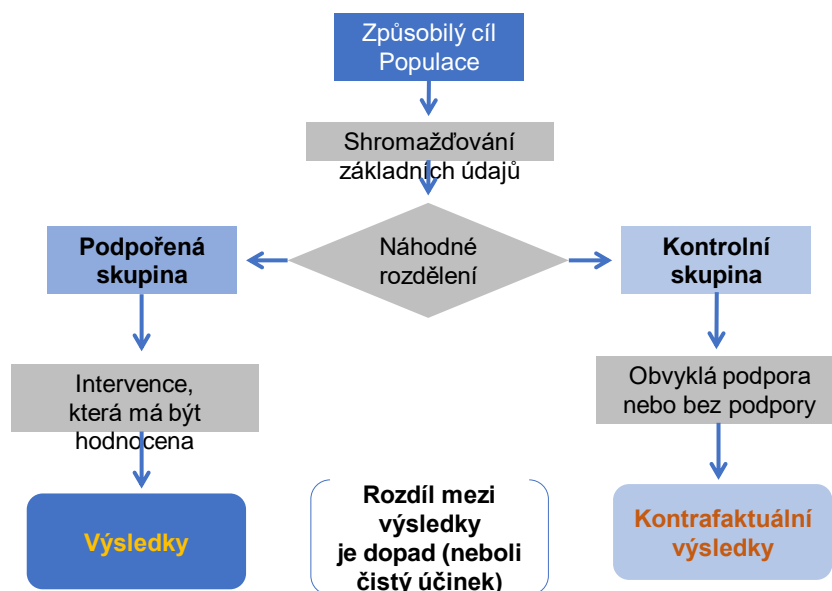 Způsobilý cíl
Populace
Shromažďování
základních údajů
Podpořená
skupina
Náhodné
rozdělení
Kontrolní
skupina
Intervence,
která má být
hodnocena
Obvyklá podpora
nebo bez podpory
Výsledky
Rozdíl mezi
výsledky
je dopad (neboli
čistý účinek)
Kontrafaktuální
výsledky